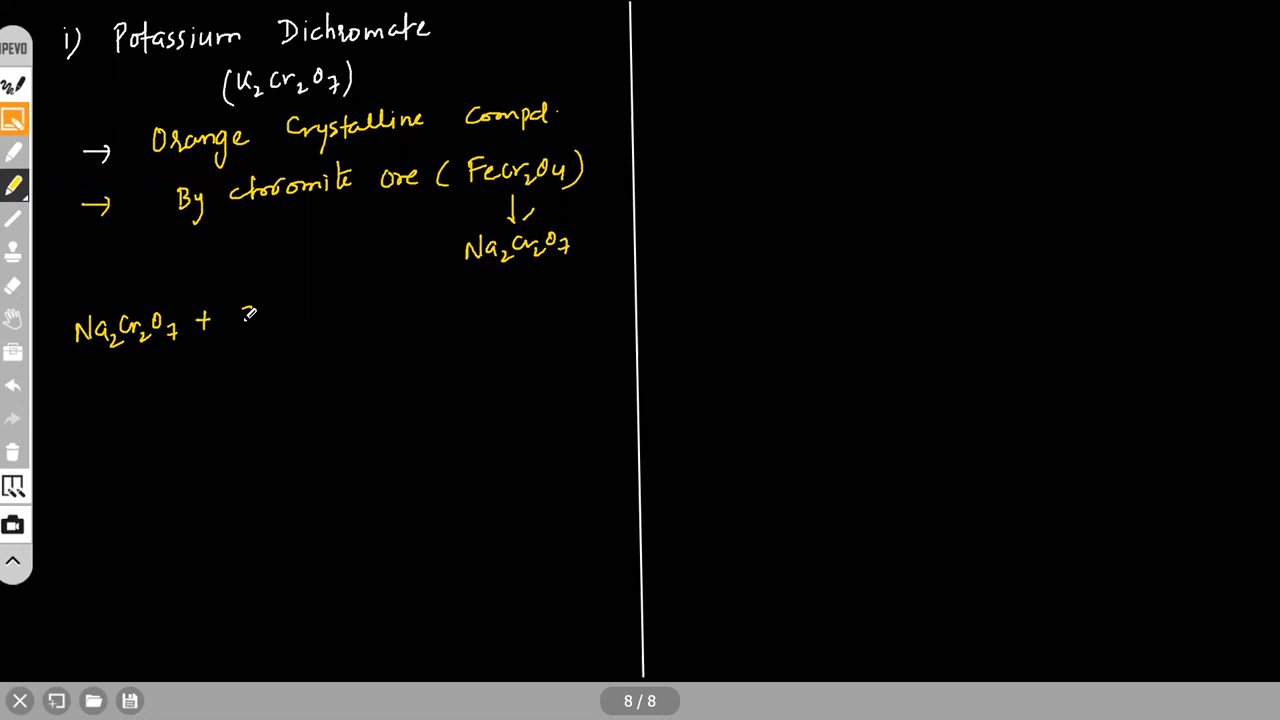 i) Potassium Dichromate
(K₂Cr₂O₇)
→ Orange Crystalline Compd.
→ By chromite ore (FeCr₂O₄)
↓
Na₂Cr₂O₇
Na₂Cr₂O₇ +
IPEVO
8 / 8